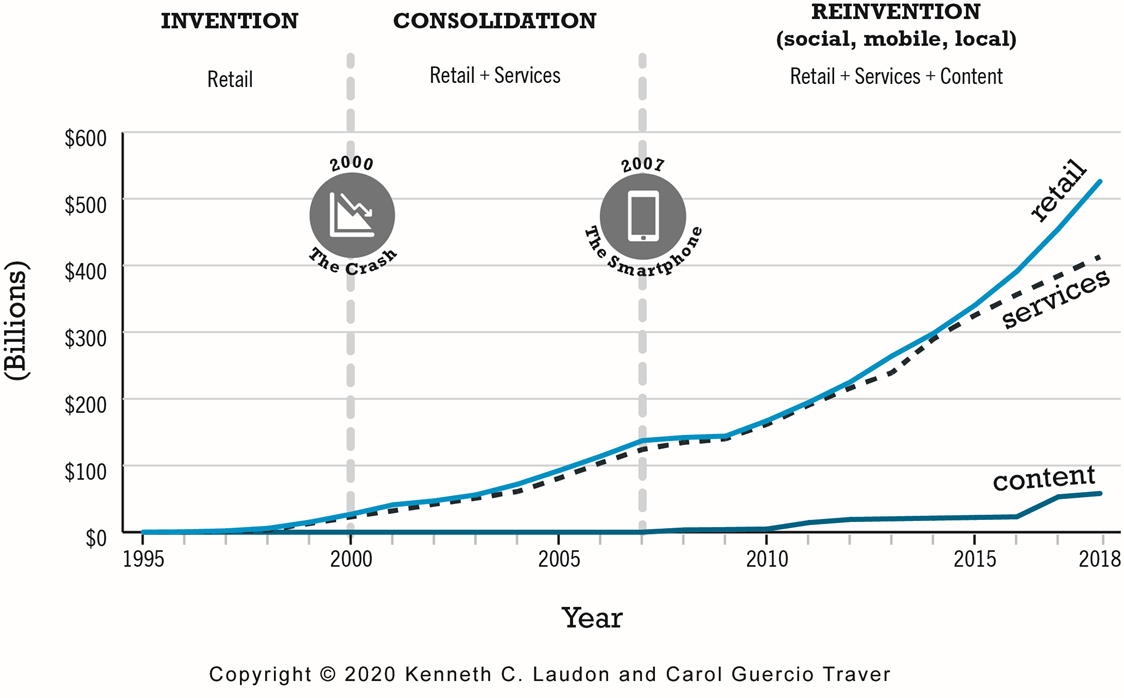 INVENTION
CONSOLIDATION
REINVENTION
(social, mobile, local)
Retail
Retail + Services
Retail + Services + Content
$600
$500
$400
$300
$200
$100
$0
(Billions)
2000
The Crash
2007
The Smartphone
retail
services
content
1995
2000
2005
2010
2015
2018
Year
Copyright © 2020 Kenneth C. Laudon and Carol Guercio Traver